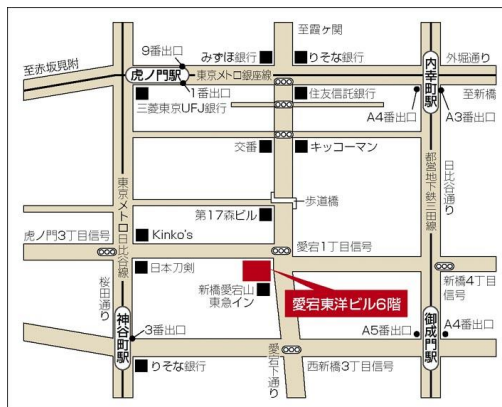 至霞ヶ関
9番出口
みずほ銀行
りそな銀行
至赤坂見附
虎ノ門駅
東京メトロ銀座線
内幸町駅
外堀通り
1番出口
三菱東京UFJ銀行
住友信託銀行
至新橋
A4番出口
A3番出口
交番
キッコーマン
都営地下鉄三田線
日比谷通り
東京メトロ日比谷線
歩道橋
第17森ビル
虎ノ門3丁目信号
Kinko's
愛宕1丁目信号
日本刀剣
桜田通り
新橋愛宕山
東急イン
愛宕東洋ビル6階
新橋4丁目
信号
神谷町駅
3番出口
愛宕下通り
A5番出口
御成門駅
A4番出口
りそな銀行
西新橋3丁目信号